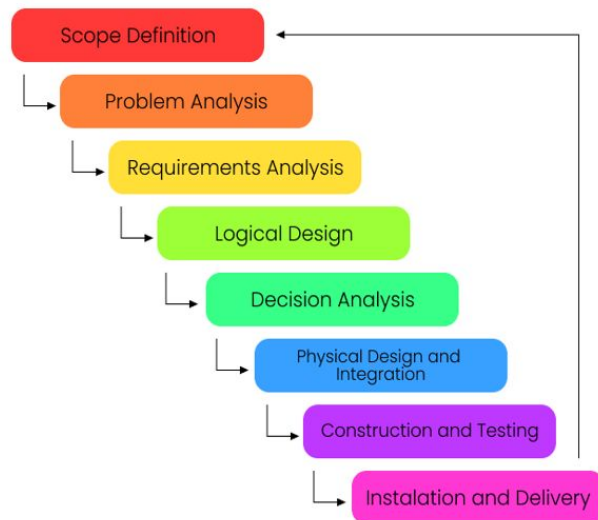 Scope Definition
Problem Analysis
Requirements Analysis
Logical Design
Decision Analysis
Physical Design and
Integration
Construction and Testing
Instalation and Delivery